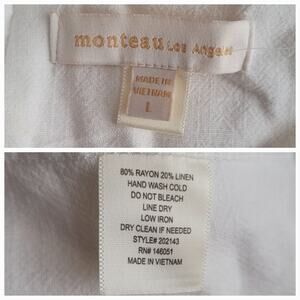 monteau Los Angeles
MADE IN
VIETNAM
L
80% RAYON 20% LINEN
HAND WASH COLD
DO NOT BLEACH
LINE DRY
LOW IRON
DRY CLEAN IF NEEDED
STYLE# 202143
RN# 146051
MADE IN VIETNAM